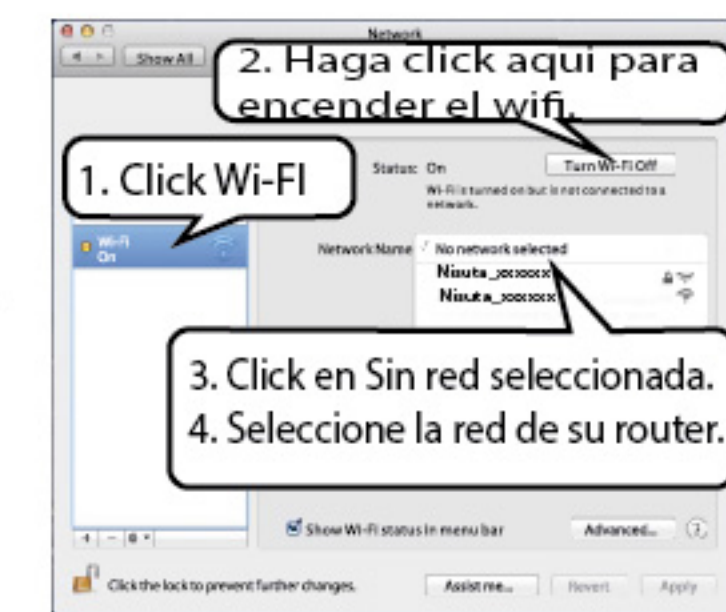 Network
Show All
2. Haga click aqui para
encender el wifi.
1. Click Wi-FI
Status: On
Turn Wi-Fi Off
Wi-Fi is turned on but is not connected to a
network.
Wi-Fi
On
Network Name
No network selected
Nisuta_xxxxxx
Nisuta_xxxxxx
3. Click en Sin red seleccionada.
4. Seleccione la red de su router.
Show Wi-Fi status in menu bar
Advanced...
?
Click the lock to prevent further changes.
Assist me...
Revert
Apply